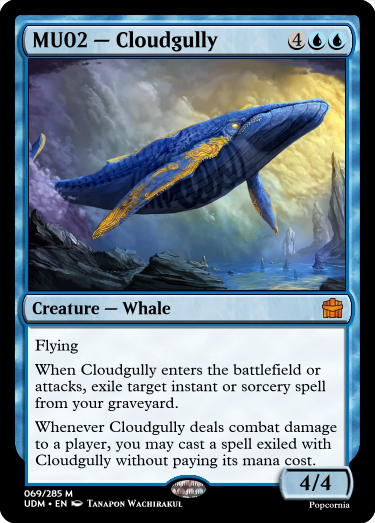 MU02 — Cloudgully 4
Creature — Whale
Flying
When Cloudgully enters the battlefield or
attacks, exile target instant or sorcery spell
from your graveyard.
Whenever Cloudgully deals combat damage
to a player, you may cast a spell exiled with
Cloudgully without paying its mana cost.
4/4
069/285 M
UDM • EN Tanapon Wachirakul
Popcornia